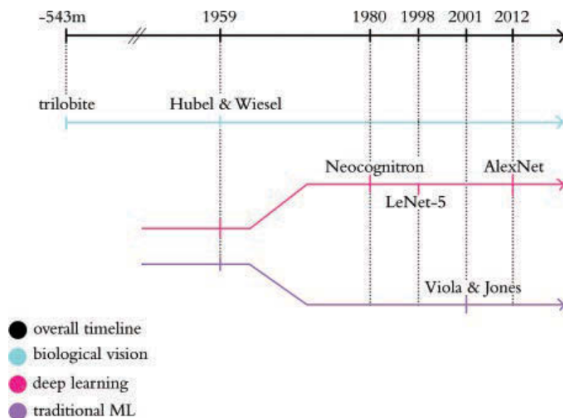 -543m 1959 1980 1998 2001 2012
trilobite Hubel & Wiesel
Neocognitron AlexNet
LeNet-5
Viola & Jones
overall timeline
biological vision
deep learning
traditional ML